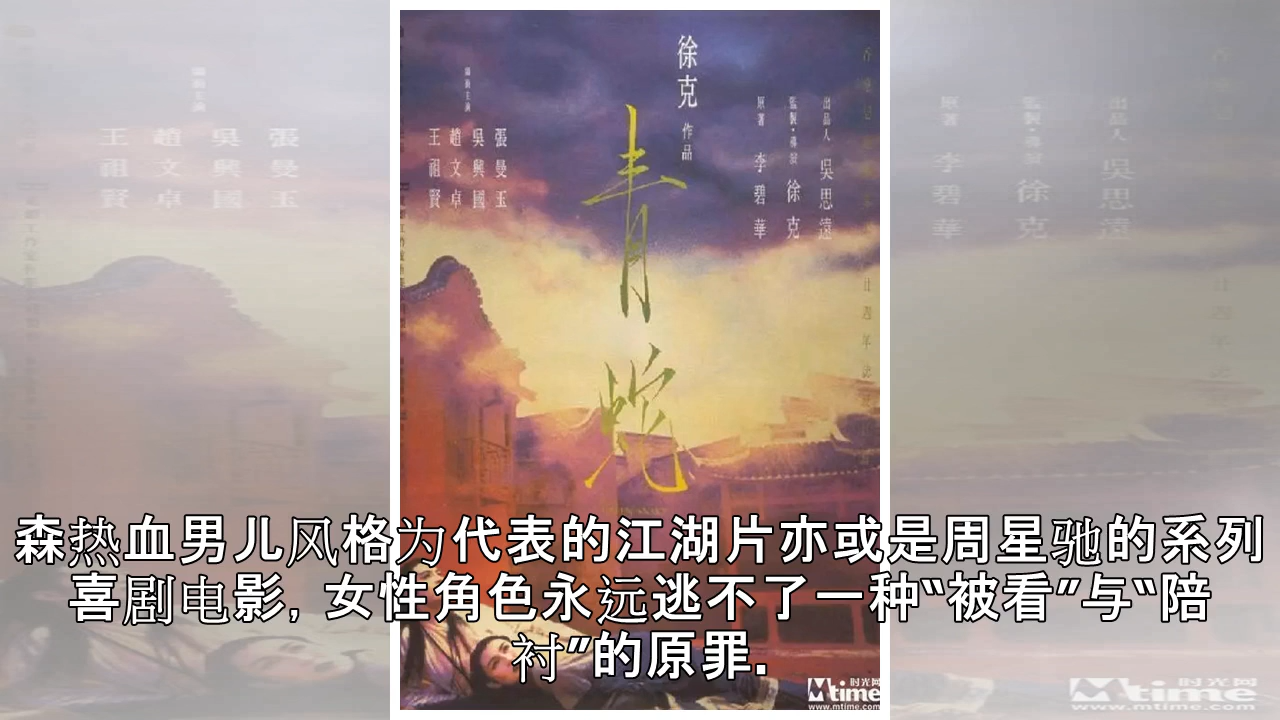 徐克
作品
青蛇
出品人 吳思遠
監製·導演 徐克
原著 李碧華
領銜主演
張曼玉
吳興國
趙文卓
王祖賢
森热血男儿风格为代表的江湖片亦或是周星驰的系列
喜剧电影, 女性角色永远逃不了一种“被看”与“陪
衬”的原罪.
时光网
Mtime
www.mtime.com